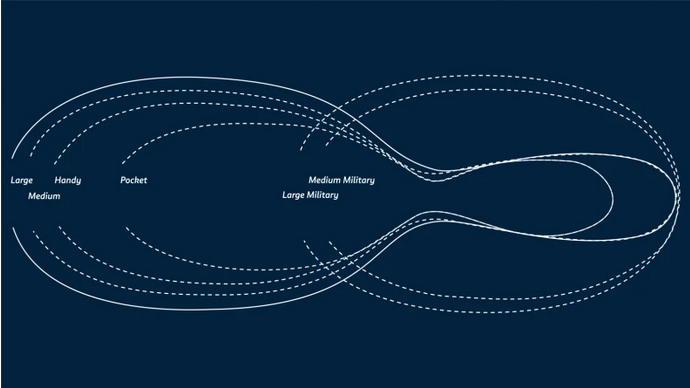 Large
Handy
Pocket
Medium Military
Medium
Large Military